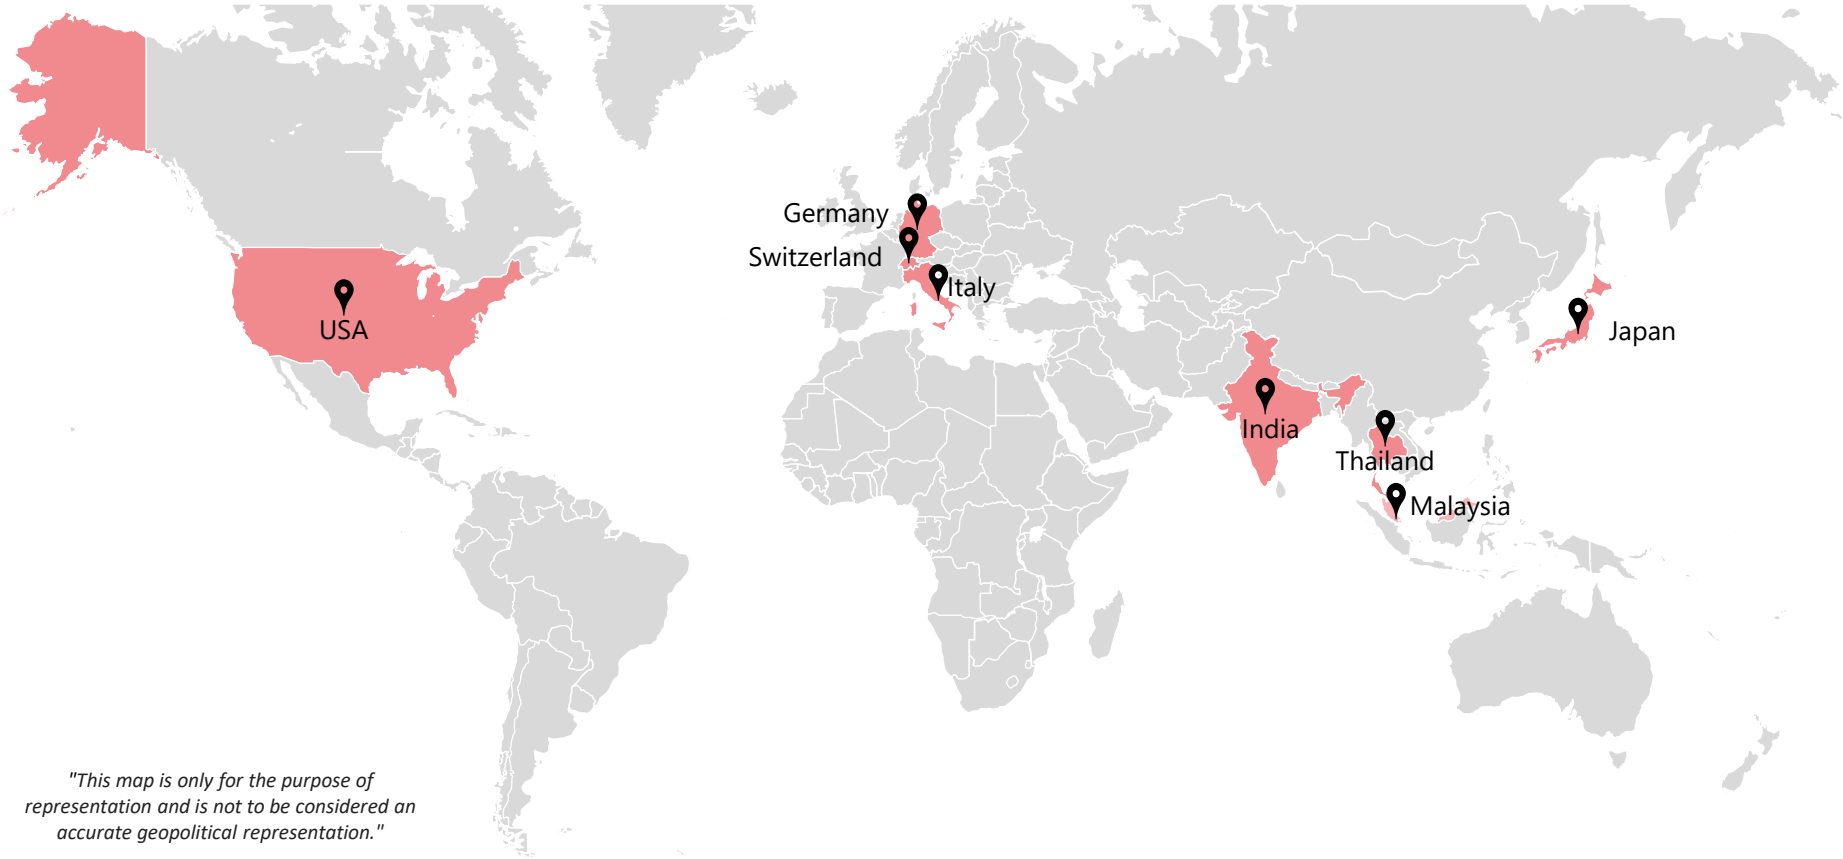 Germany
Switzerland
Italy
USA
Japan
India
Thailand
Malaysia
"This map is only for the purpose of
representation and is not to be considered an
accurate geopolitical representation."